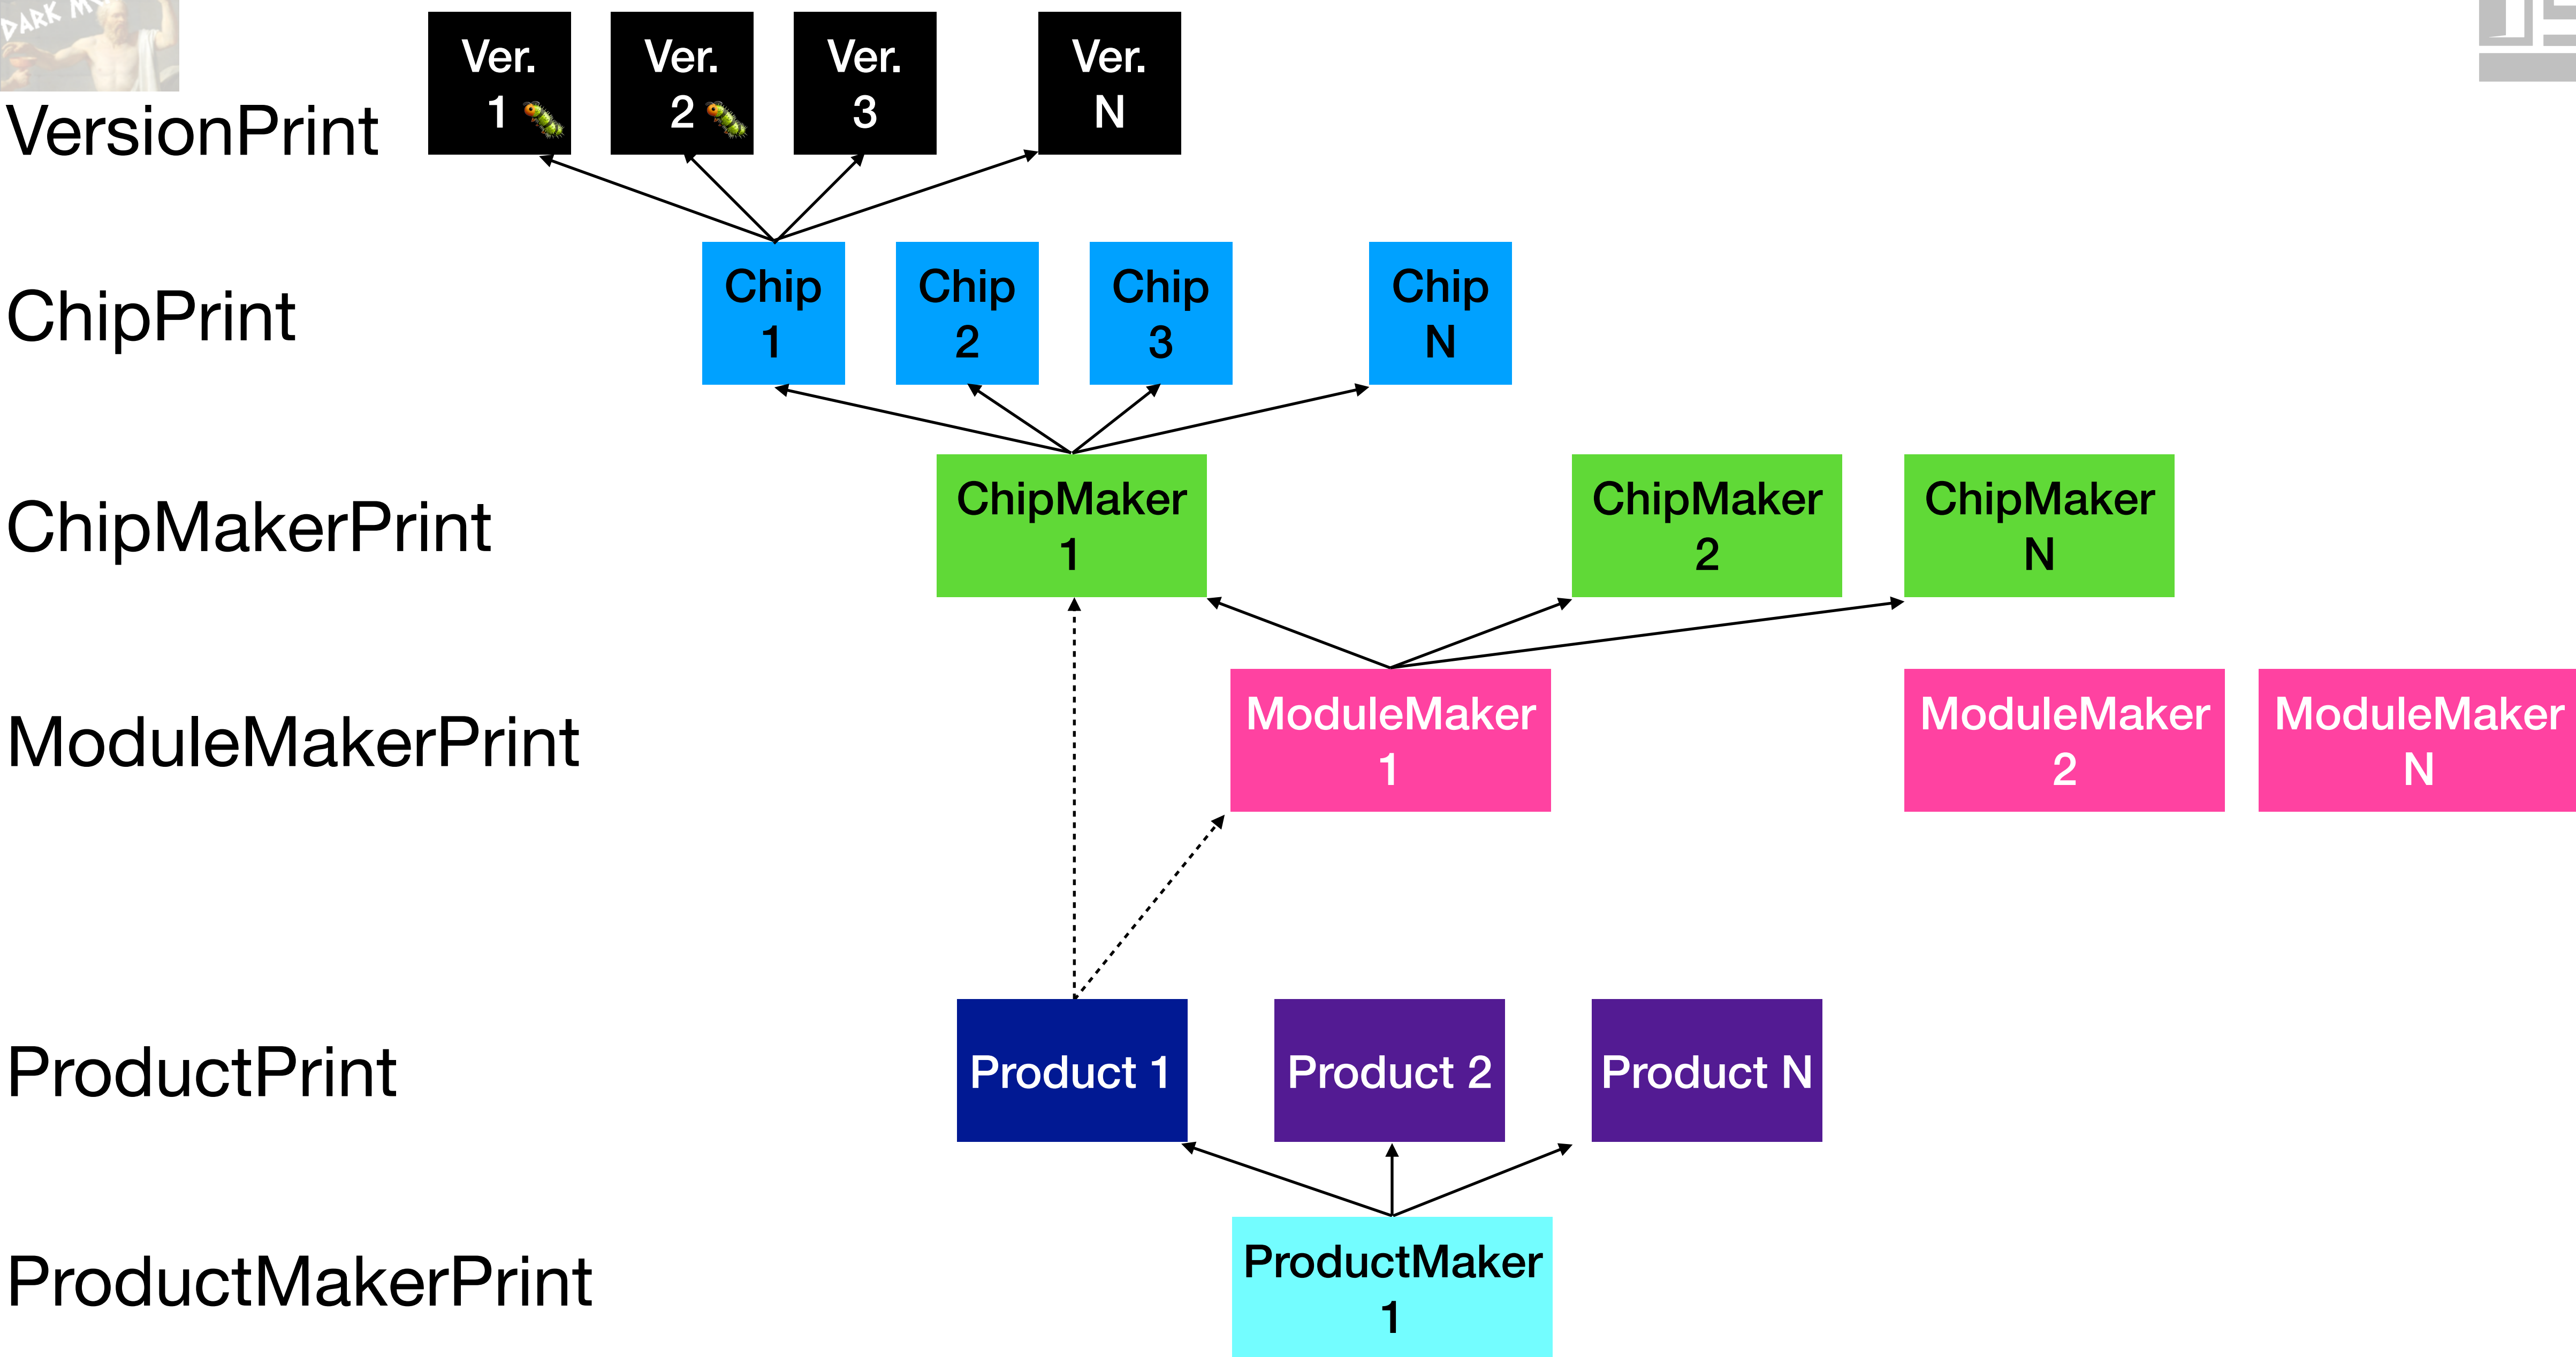 DARK
VersionPrint
Ver.
1
Ver.
2
Ver.
3
Ver.
N
ChipPrint
Chip
1
Chip
2
Chip
3
Chip
N
ChipMakerPrint
ChipMaker
1
ChipMaker
2
ChipMaker
N
ModuleMakerPrint
ModuleMaker
1
ModuleMaker
2
ModuleMaker
N
ProductPrint
Product 1
Product 2
Product N
ProductMakerPrint
ProductMaker
1